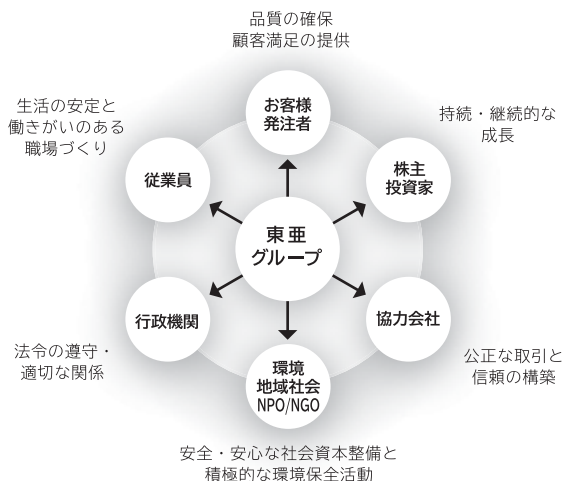 品質の確保
顧客満足の提供
お客様
発注者
生活の安定と
働きがいのある
職場づくり
従業員
持続・継続的な
成長
株主
投資家
東亜
グループ
行政機関
法令の遵守・
適切な関係
協力会社
公正な取引と
信頼の構築
環境
地域社会
NPO/NGO
安全・安心な社会資本整備と
積極的な環境保全活動